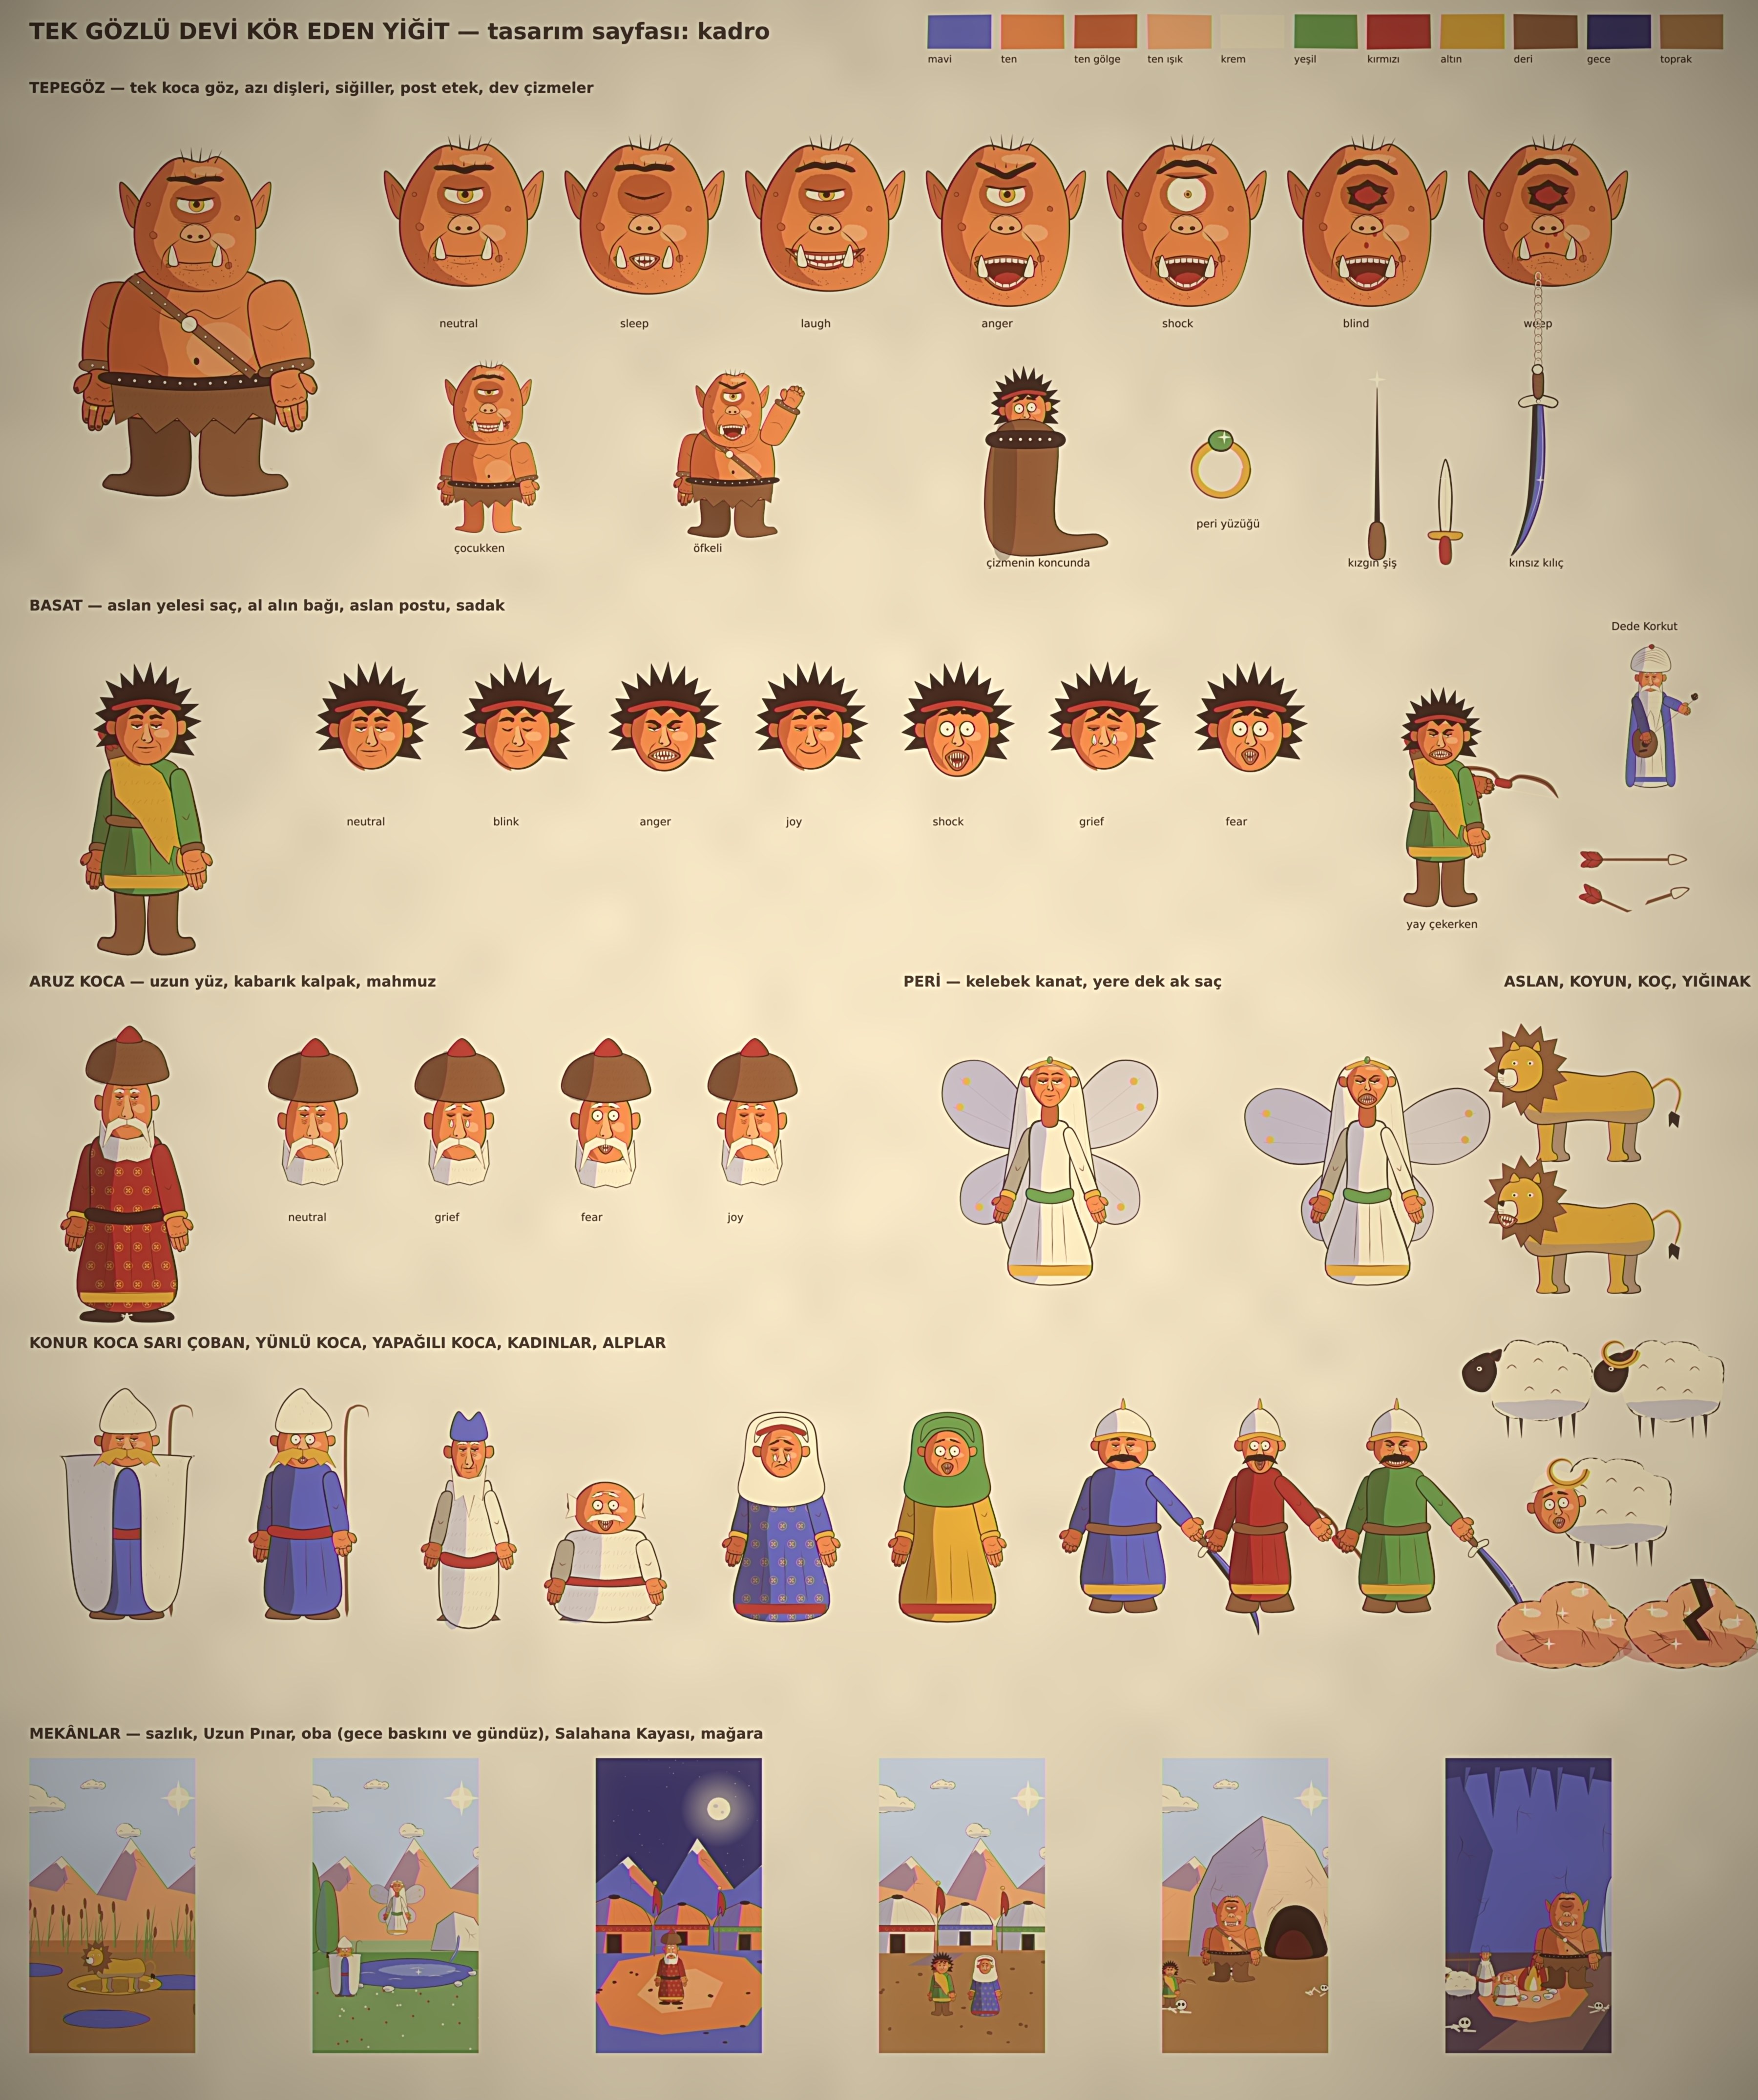 TEK GÖZLÜ DEVİ KÖR EDEN YİĞİT — tasarım sayfası: kadro
mavi ten ten gölge ten ışık krem yeşil kırmızı altın deri gece toprak
TEPEGÖZ — tek koca göz, azı dişleri, siğiller, post etek, dev çizmeler
neutral sleep laugh anger shock blind weep
çocukken öfkeli çizmenin koncunda peri yüzüğü kızgın şiş kınsız kılıç
BASAT — aslan yelesi saç, al alın bağı, aslan postu, sadak
Dede Korkut
neutral blink anger joy shock grief fear
yay çekerken
ARUZ KOCA — uzun yüz, kabarık kalpak, mahmuz
PERİ — kelebek kanat, yere dek ak saç
ASLAN, KOYUN, KOÇ, YIĞINAK
neutral grief fear joy
KONUR KOCA SARI ÇOBAN, YÜNLÜ KOCA, YAPAĞILI KOCA, KADINLAR, ALPLAR
MEKÂNLAR — sazlık, Uzun Pınar, oba (gece baskını ve gündüz), Salahana Kayası, mağara